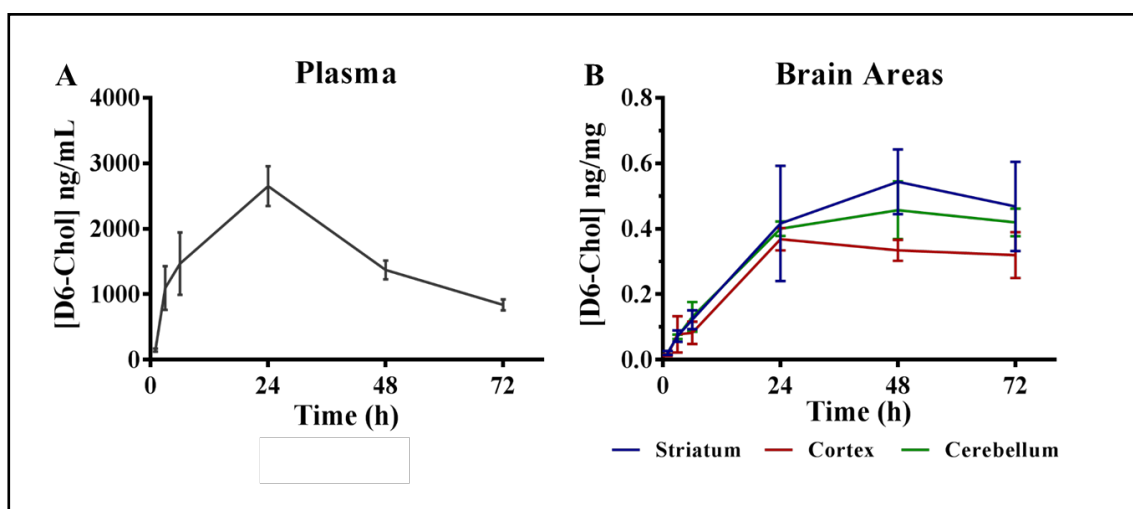 A Plasma
[D6-Chol] ng/mL
4000
3000
2000
1000
0
0 24 48 72
Time (h)
B Brain Areas
[D6-Chol] ng/mg
0.8
0.6
0.4
0.2
0.0
0 24 48 72
Time (h)
Striatum Cortex Cerebellum